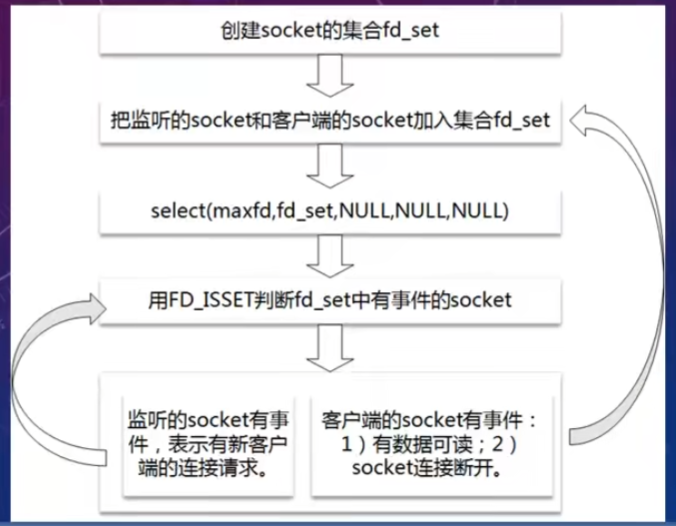 创建socket的集合fd_set
把监听的socket和客户端的socket加入集合fd_set
select(maxfd,fd_set,NULL,NULL,NULL)
用FD_ISSET判断fd_set中有事件的socket
监听的socket有事
件，表示有新客户
端的连接请求。
客户端的socket有事件：
1）有数据可读；2）
socket连接断开。